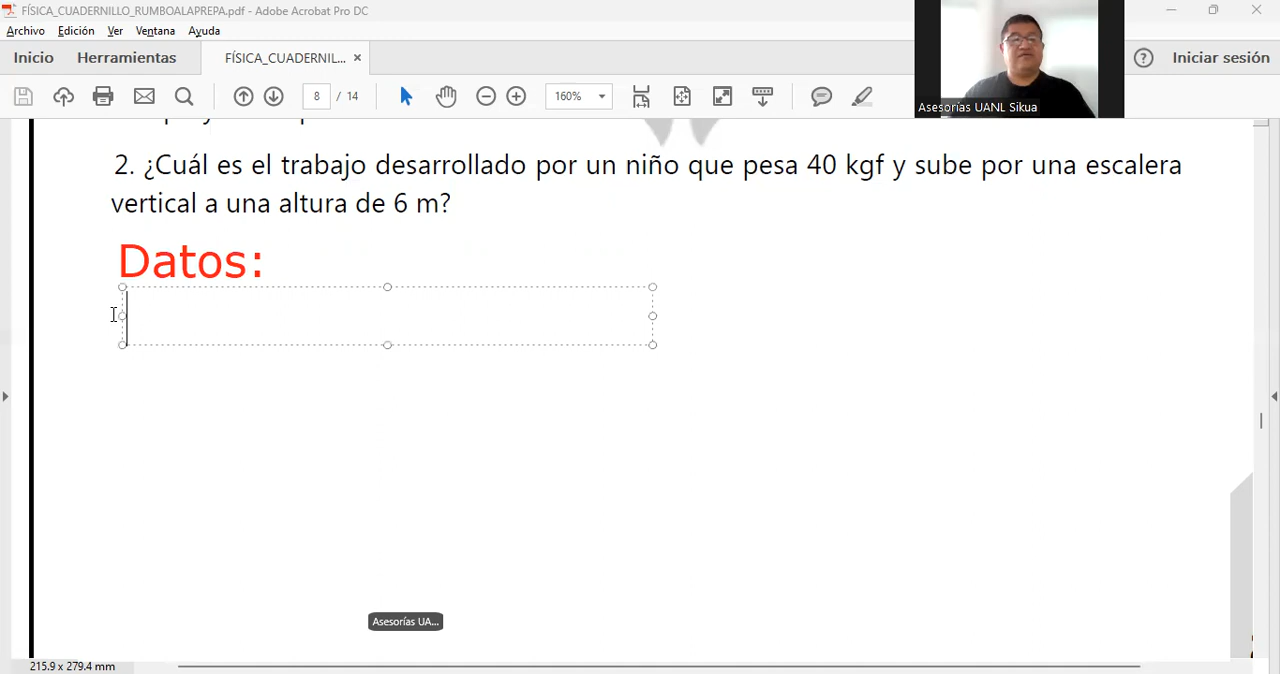 FÍSICA_CUADERNILLO_RUMBOALAPREPA.pdf - Adobe Acrobat Pro DC
Archivo Edición Ver Ventana Ayuda
Inicio Herramientas FÍSICA_CUADERNIL... × Iniciar sesión
8 / 14 160%
Asesorías UANL Sikua
2. ¿Cuál es el trabajo desarrollado por un niño que pesa 40 kgf y sube por una escalera
vertical a una altura de 6 m?
Datos:
Asesorías UA...
215.9 x 279.4 mm